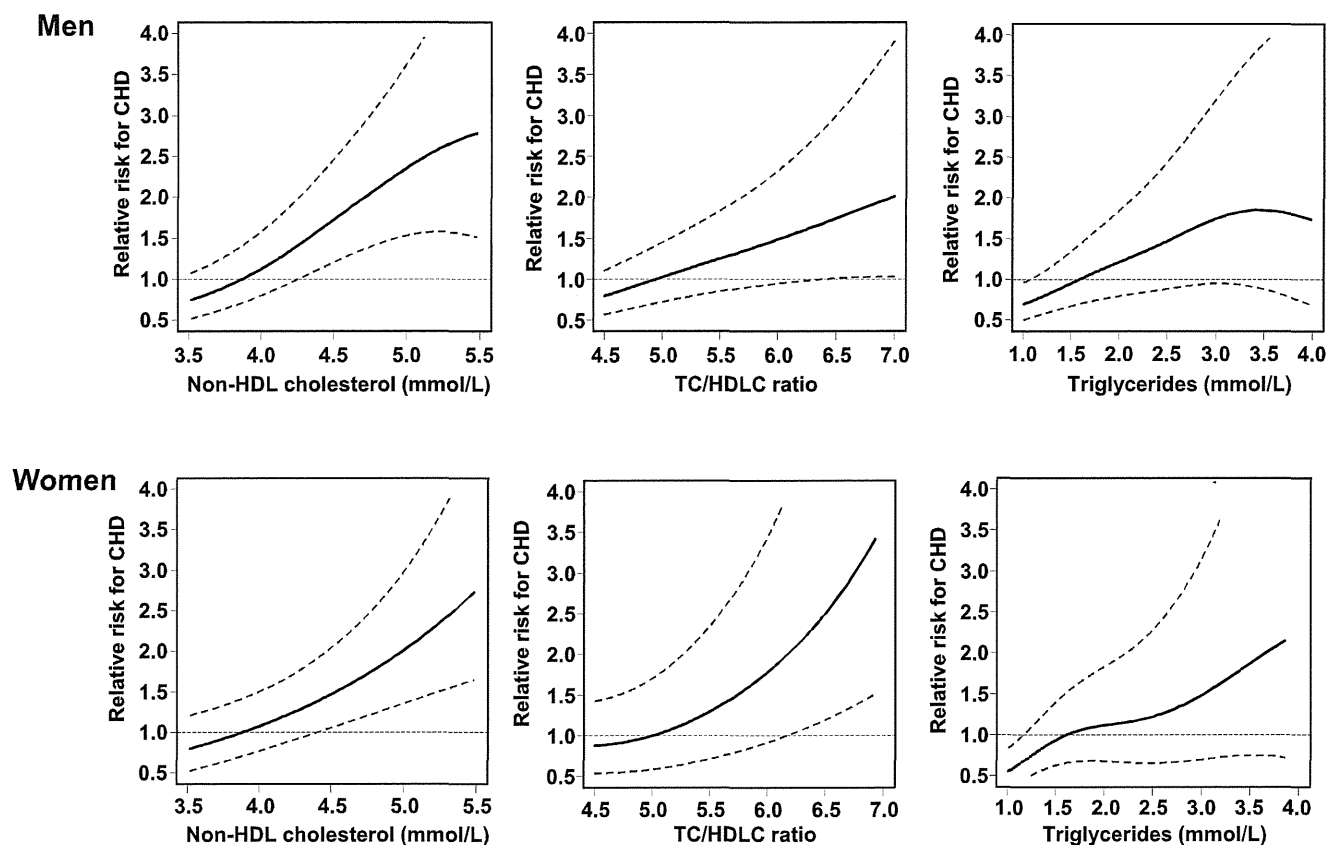 Men
Relative risk for CHD
4.0
3.5
3.0
2.5
2.0
1.5
1.0
0.5
3.5 4.0 4.5 5.0 5.5
Non-HDL cholesterol (mmol/L)
Relative risk for CHD
4.0
3.5
3.0
2.5
2.0
1.5
1.0
0.5
4.5 5.0 5.5 6.0 6.5 7.0
TC/HDLC ratio
Relative risk for CHD
4.0
3.5
3.0
2.5
2.0
1.5
1.0
0.5
1.0 1.5 2.0 2.5 3.0 3.5 4.0
Triglycerides (mmol/L)
Women
Relative risk for CHD
4.0
3.5
3.0
2.5
2.0
1.5
1.0
0.5
3.5 4.0 4.5 5.0 5.5
Non-HDL cholesterol (mmol/L)
Relative risk for CHD
4.0
3.5
3.0
2.5
2.0
1.5
1.0
0.5
4.5 5.0 5.5 6.0 6.5 7.0
TC/HDLC ratio
Relative risk for CHD
4.0
3.5
3.0
2.5
2.0
1.5
1.0
0.5
1.0 1.5 2.0 2.5 3.0 3.5 4.0
Triglycerides (mmol/L)